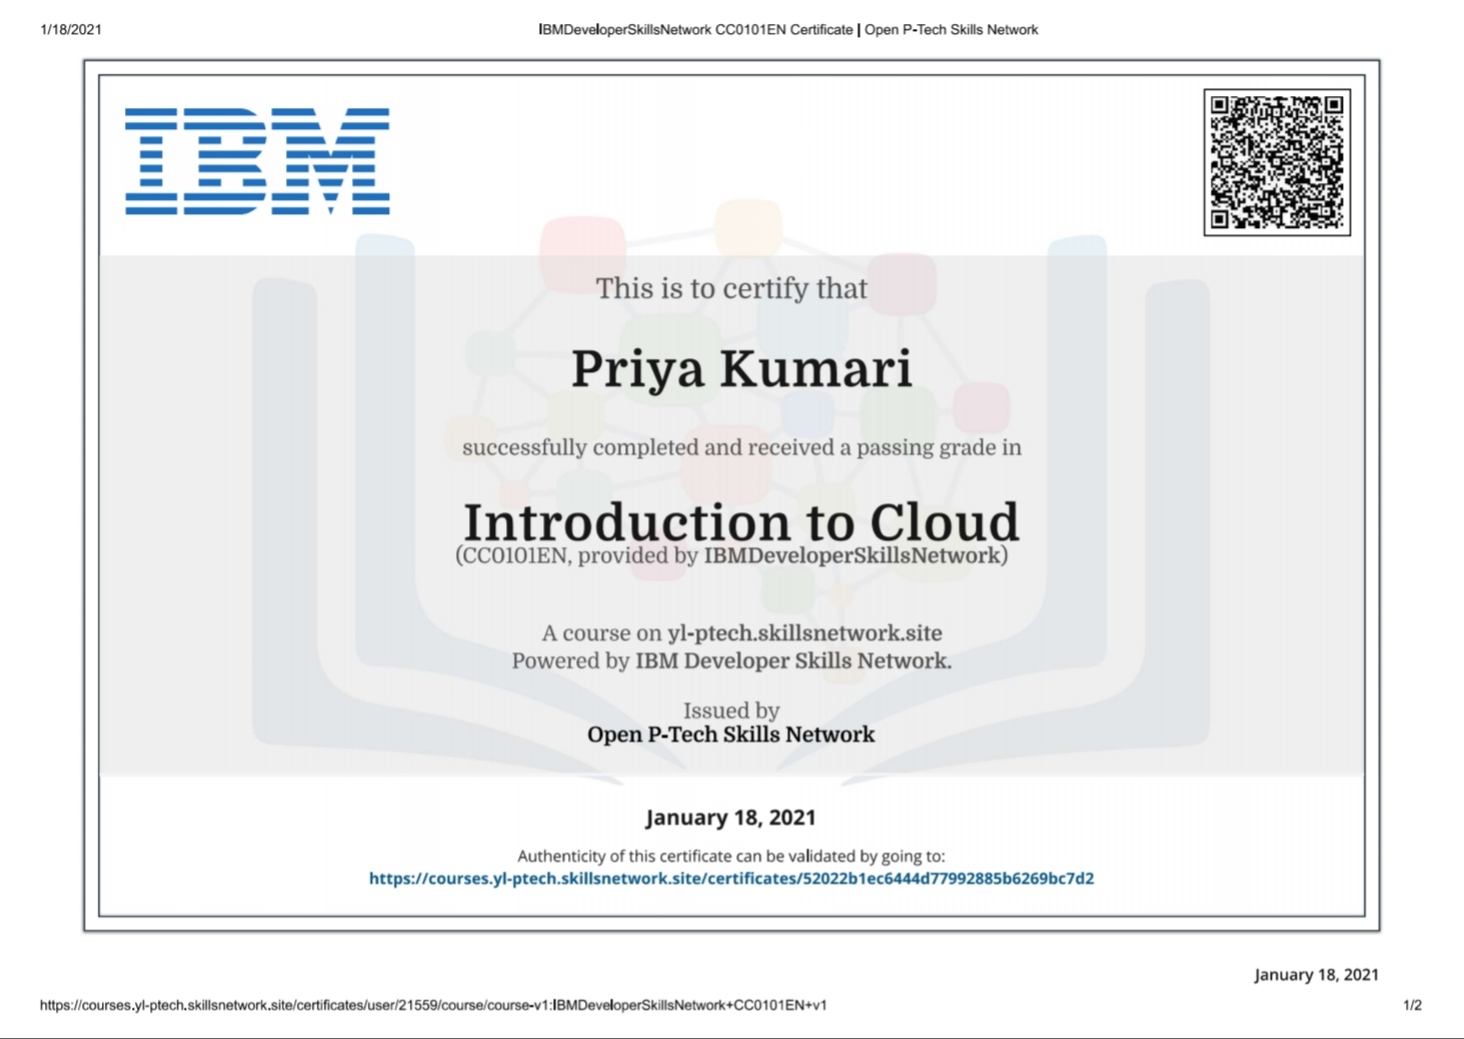 1/18/2021
IBMDeveloperSkillsNetwork CC0101EN Certificate | Open P-Tech Skills Network
IBM
This is to certify that
Priya Kumari
successfully completed and received a passing grade in
Introduction to Cloud
(CC0101EN, provided by IBMDeveloperSkillsNetwork)
A course on yl-ptech.skillsnetwork.site
Powered by IBM Developer Skills Network.
Issued by
Open P-Tech Skills Network
January 18, 2021
Authenticity of this certificate can be validated by going to:
https://courses.yl-ptech.skillsnetwork.site/certificates/52022b1ec6444d77992885b6269bc7d2
January 18, 2021
https://courses.yl-ptech.skillsnetwork.site/certificates/user/21559/course/course-v1:IBMDeveloperSkillsNetwork+CC0101EN+v1
1/2